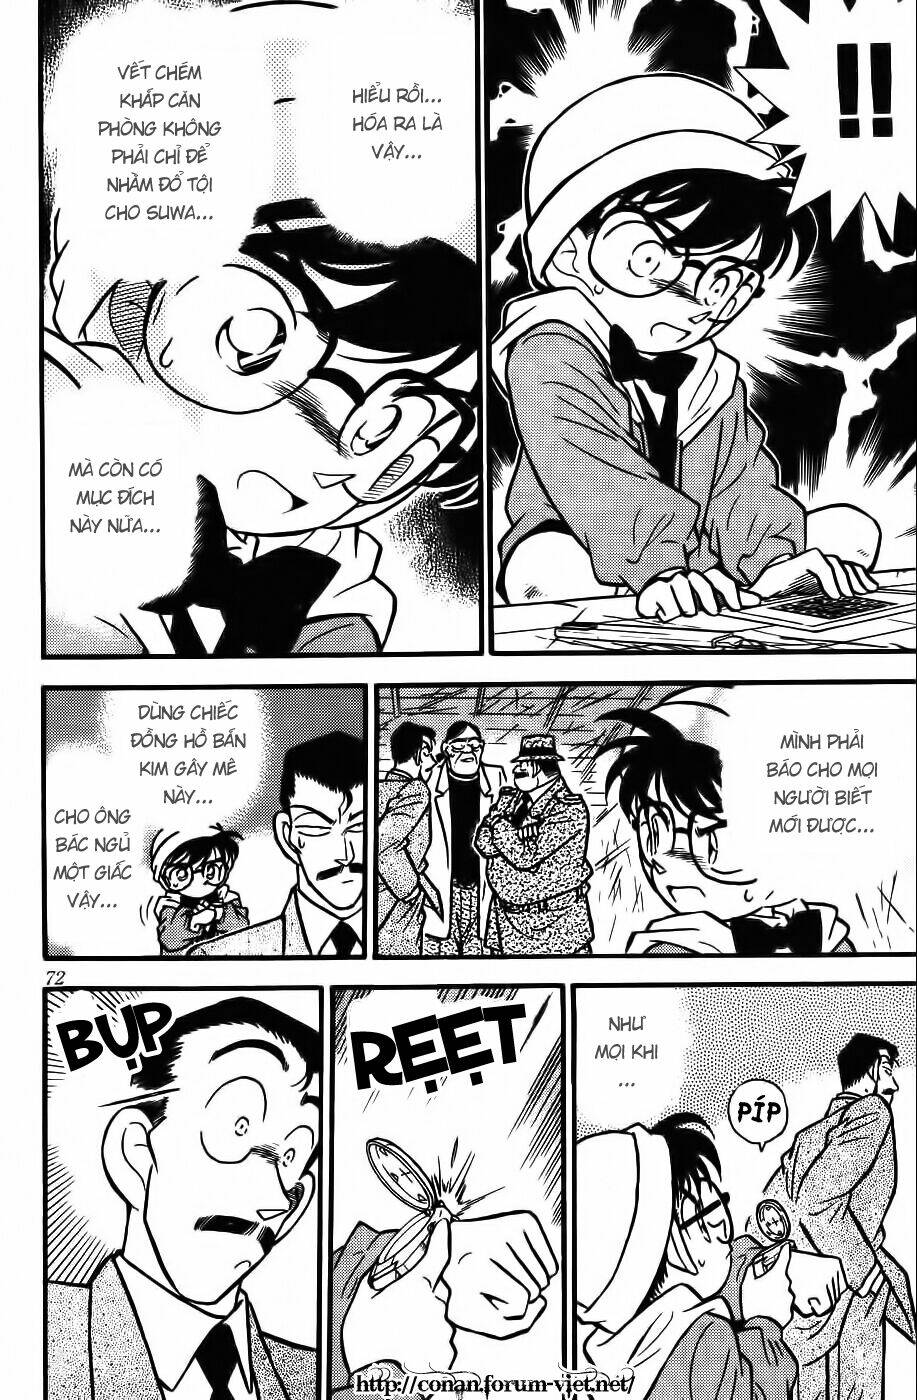 !!
HIỂU RỒI...
HÓA RA LÀ
VẬY...
VẾT CHÉM
KHẮP CĂN
PHÒNG KHÔNG
PHẢI CHỈ ĐỂ
NHẰM ĐỔ TỘI
CHO SUWA...
MÀ CÒN CÓ
MỤC ĐÍCH
NÀY NỮA...
MÌNH PHẢI
BÁO CHO MỌI
NGƯỜI BIẾT
MỚI ĐƯỢC...
DÙNG CHIẾC
ĐỒNG HỒ BẮN
KIM GÂY MÊ
NÀY...
CHO ÔNG
BÁC NGỦ
MỘT GIẤC
VẬY...
72
NHƯ
MỌI KHI
...
PÍP
RẸẸT
BỤP
http://conan.forum-viet.net/